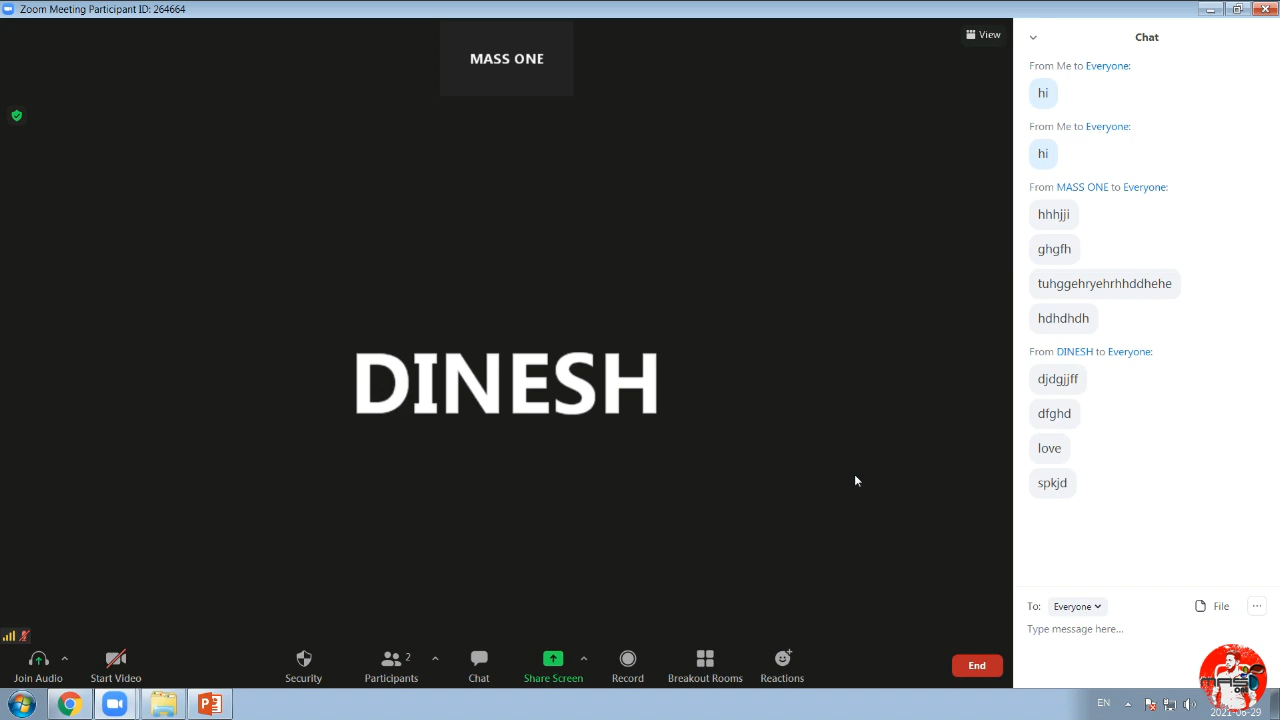 Zoom Meeting Participant ID: 264664
MASS ONE
View
DINESH
Chat
From Me to Everyone:
hi
From Me to Everyone:
hi
From MASS ONE to Everyone:
hhhjji
ghgfh
tuhggehryehrhhddhehe
hdhdhdh
From DINESH to Everyone:
djdgjjff
dfghd
love
spkjd
To: Everyone File
Type message here...
Join Audio
Start Video
Security
Participants 2
Chat
Share Screen
Record
Breakout Rooms
Reactions
End
EN
2021-06-29